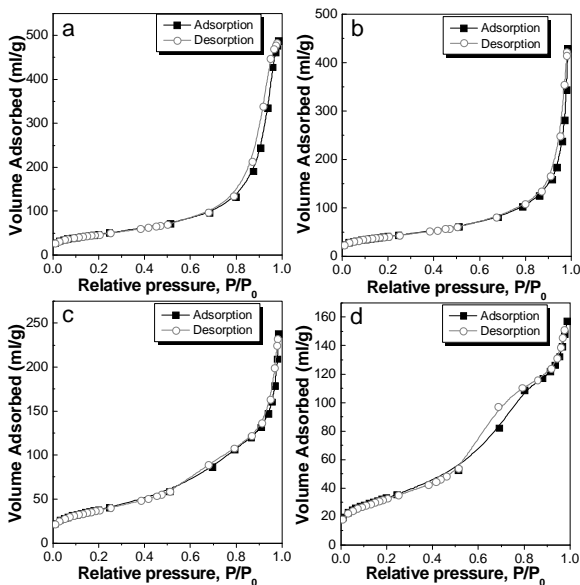 a
Adsorption
Desorption
Volume Adsorbed (ml/g)
500
400
300
200
100
0
0.0 0.2 0.4 0.6 0.8 1.0
Relative pressure, P/P0
b
Adsorption
Desorption
Volume Adsorbed (ml/g)
500
400
300
200
100
0
0.0 0.2 0.4 0.6 0.8 1.0
Relative pressure, P/P0
c
Adsorption
Desorption
Volume Adsorbed (ml/g)
250
200
150
100
50
0
0.0 0.2 0.4 0.6 0.8 1.0
Relative pressure, P/P0
d
Adsorption
Desorption
Volume Adsorbed (ml/g)
160
140
120
100
80
60
40
20
0
0.0 0.2 0.4 0.6 0.8 1.0
Relative pressure, P/P0